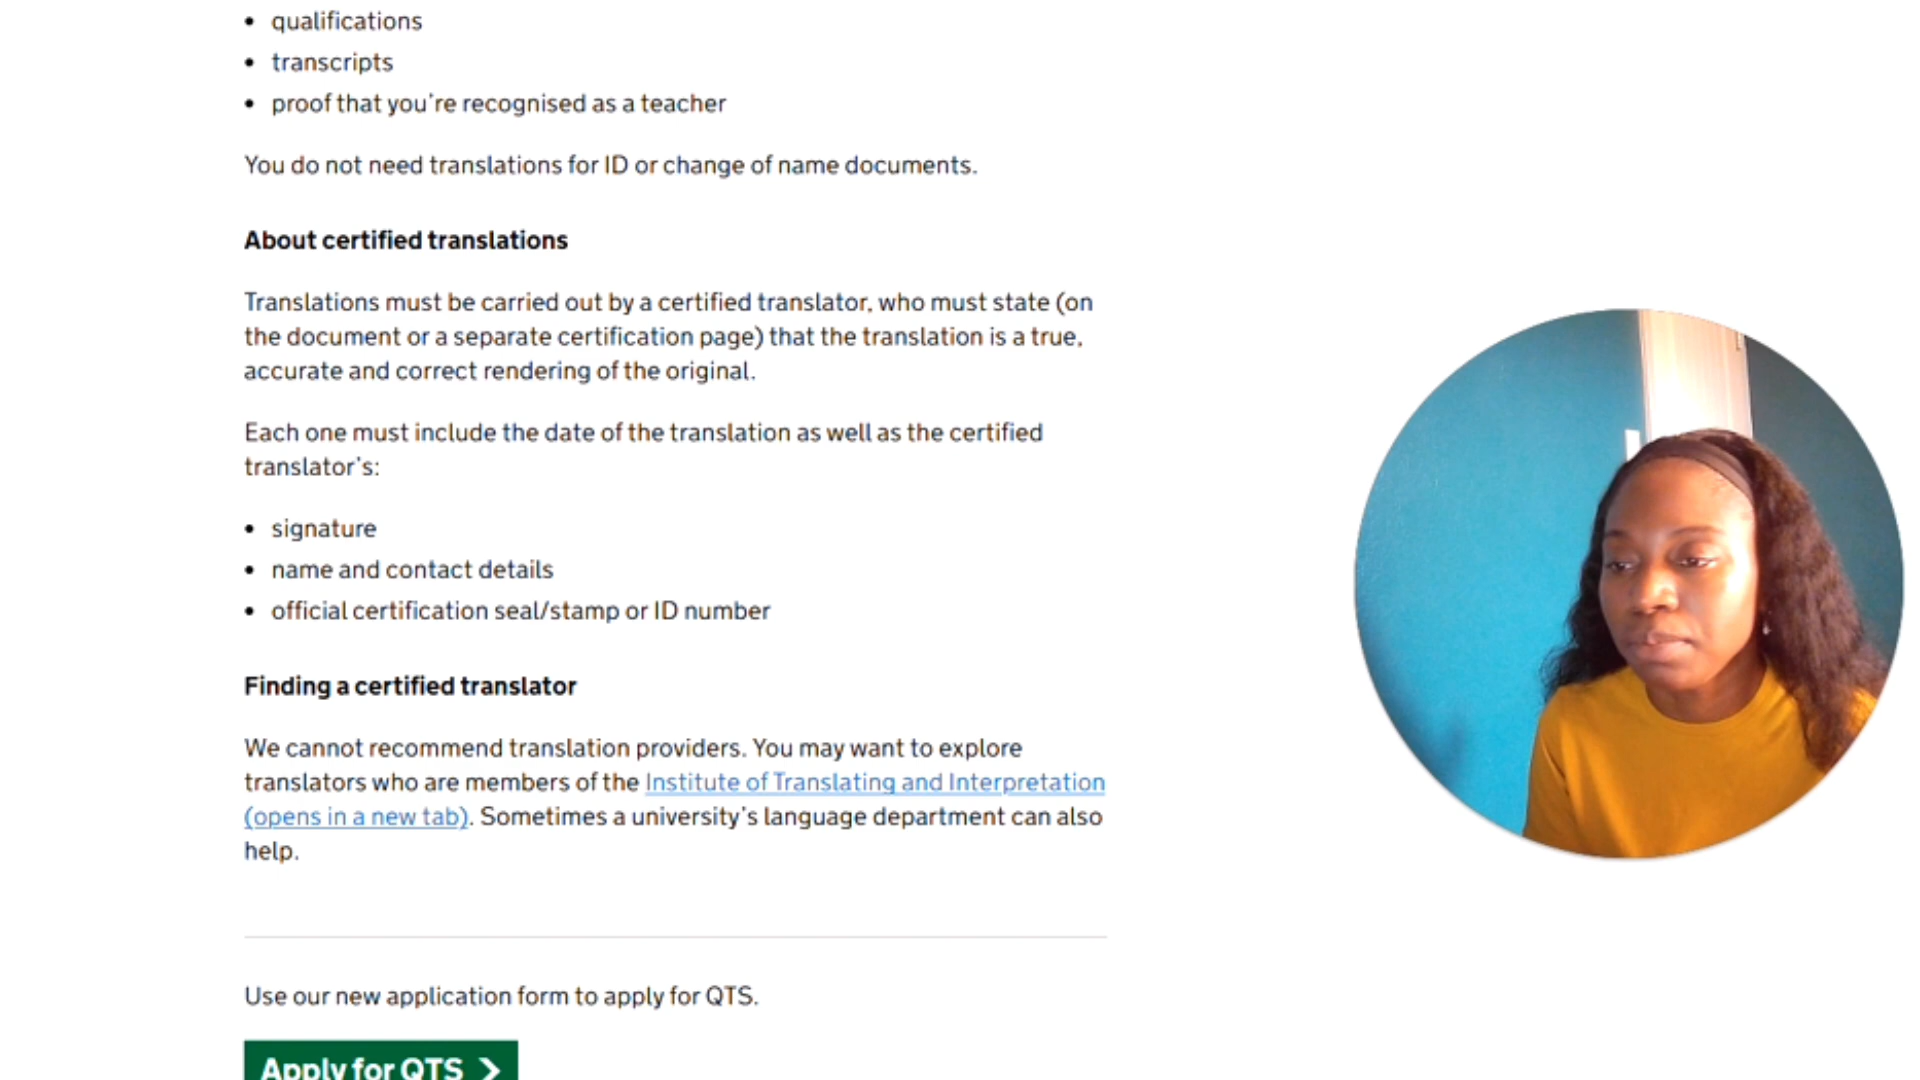 qualifications
transcripts
proof that you're recognised as a teacher
You do not need translations for ID or change of name documents.
About certified translations
Translations must be carried out by a certified translator, who must state (on
the document or a separate certification page) that the translation is a true,
accurate and correct rendering of the original.
Each one must include the date of the translation as well as the certified
translator's:
signature
name and contact details
official certification seal/stamp or ID number
Finding a certified translator
We cannot recommend translation providers. You may want to explore
translators who are members of the Institute of Translating and Interpretation
(opens in a new tab). Sometimes a university's language department can also
help.
Use our new application form to apply for QTS.
Apply for QTS